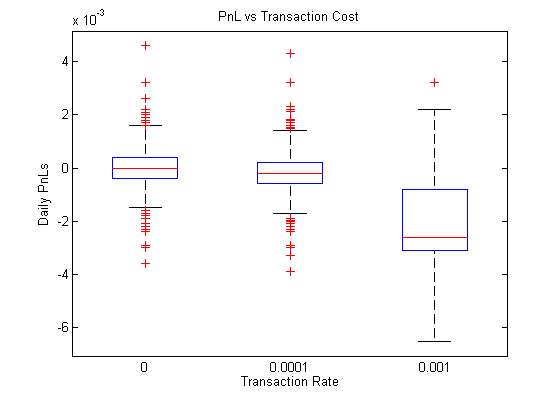 PnL vs Transaction Cost
x 10^-3
4
2
0
-2
-4
-6
Daily PnLs
0 0.0001 0.001
Transaction Rate